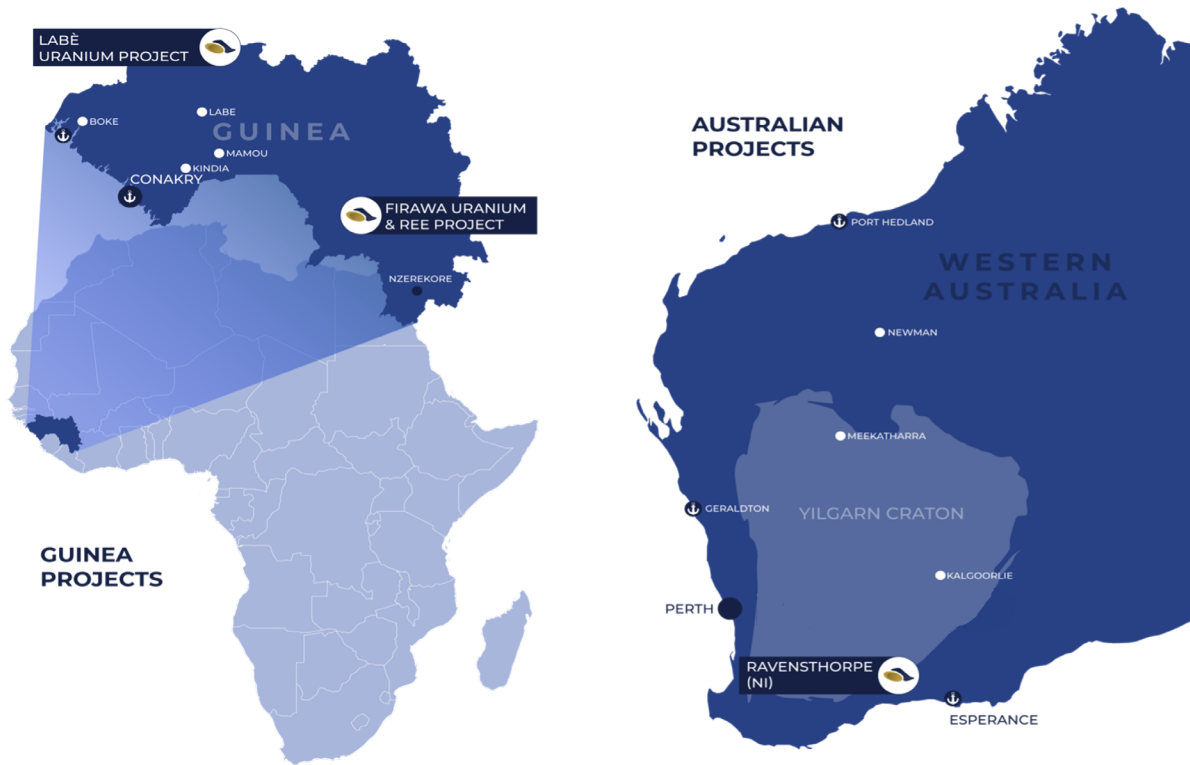 LABÈ
URANIUM PROJECT
BOKE
LABE
GUINEA
MAMOU
KINDIA
CONAKRY
FIRAWA URANIUM
& REE PROJECT
NZEREKORE
GUINEA
PROJECTS
AUSTRALIAN
PROJECTS
PORT HEDLAND
WESTERN
AUSTRALIA
NEWMAN
MEEKATHARRA
GERALDTON
YILGARN CRATON
KALGOORLIE
PERTH
RAVENSTHORPE
(NI)
ESPERANCE